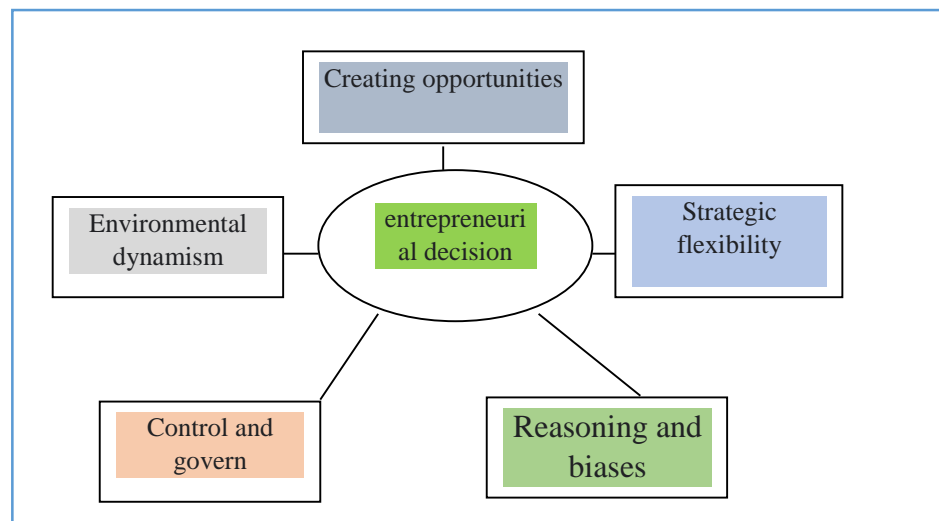 Creating opportunities
Environmental
dynamism
entrepreneuri
al decision
Strategic
flexibility
Control and
govern
Reasoning and
biases